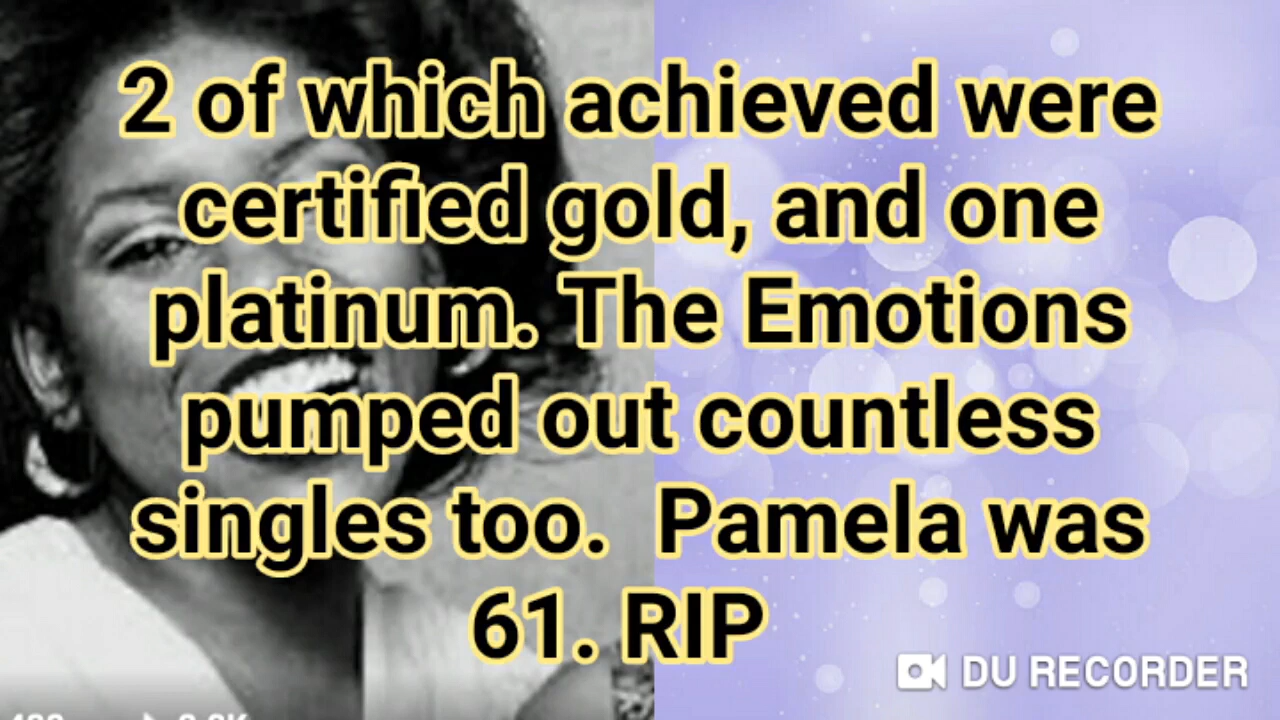 2 of which achieved were
certified gold, and one
platinum. The Emotions
pumped out countless
singles too. Pamela was
61. RIP
DU RECORDER